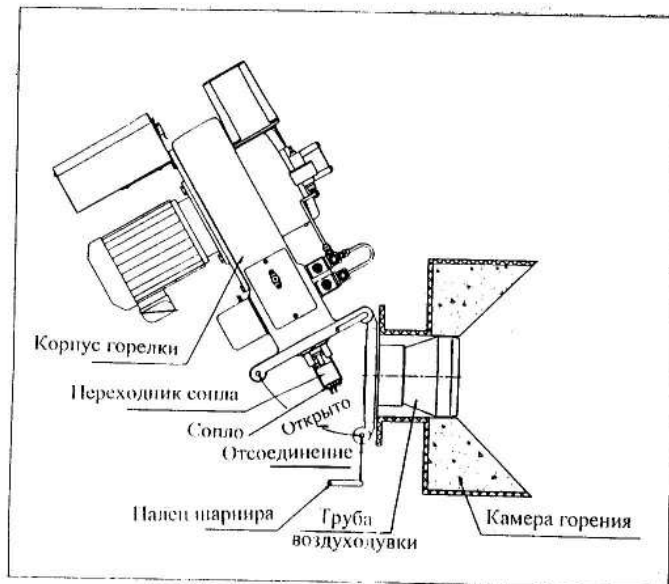 Корпус горелки
Переходник сопла
Сопло
Открыто
Отсоединение
Палец шарнира
Труба
воздуходувки
Камера горения